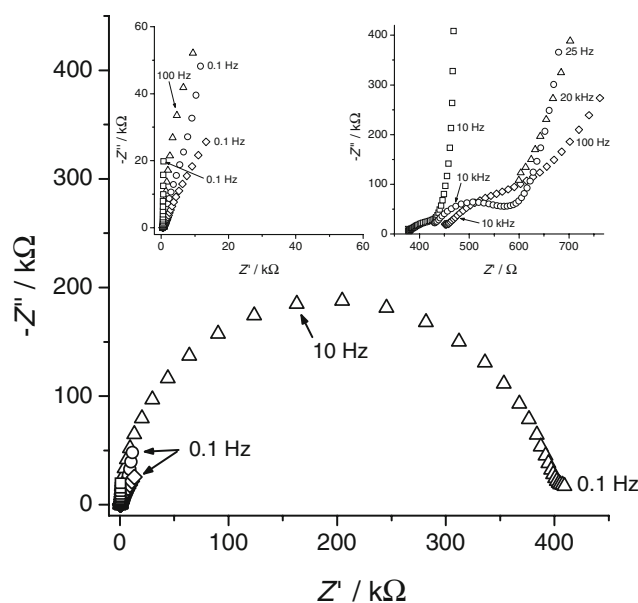 400
300
200
100
0
0
100
200
300
400
-Z" / kΩ
Z' / kΩ
10 Hz
0.1 Hz
0.1 Hz
60
40
20
0
0
20
40
60
-Z" / kΩ
Z' / kΩ
100 Hz
0.1 Hz
0.1 Hz
0.1 Hz
400
300
200
100
0
400
500
600
700
-Z" / kΩ
Z' / Ω
25 Hz
20 kHz
10 Hz
100 Hz
10 kHz
10 kHz